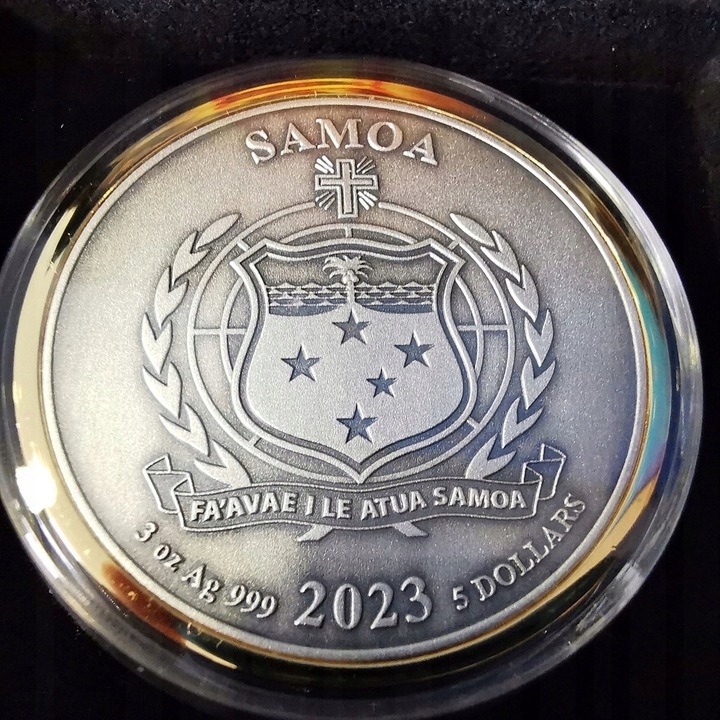 SAMOA
FA'AVAE I LE ATUA SAMOA
3 oz Ag 999 2023 5 DOLLARS